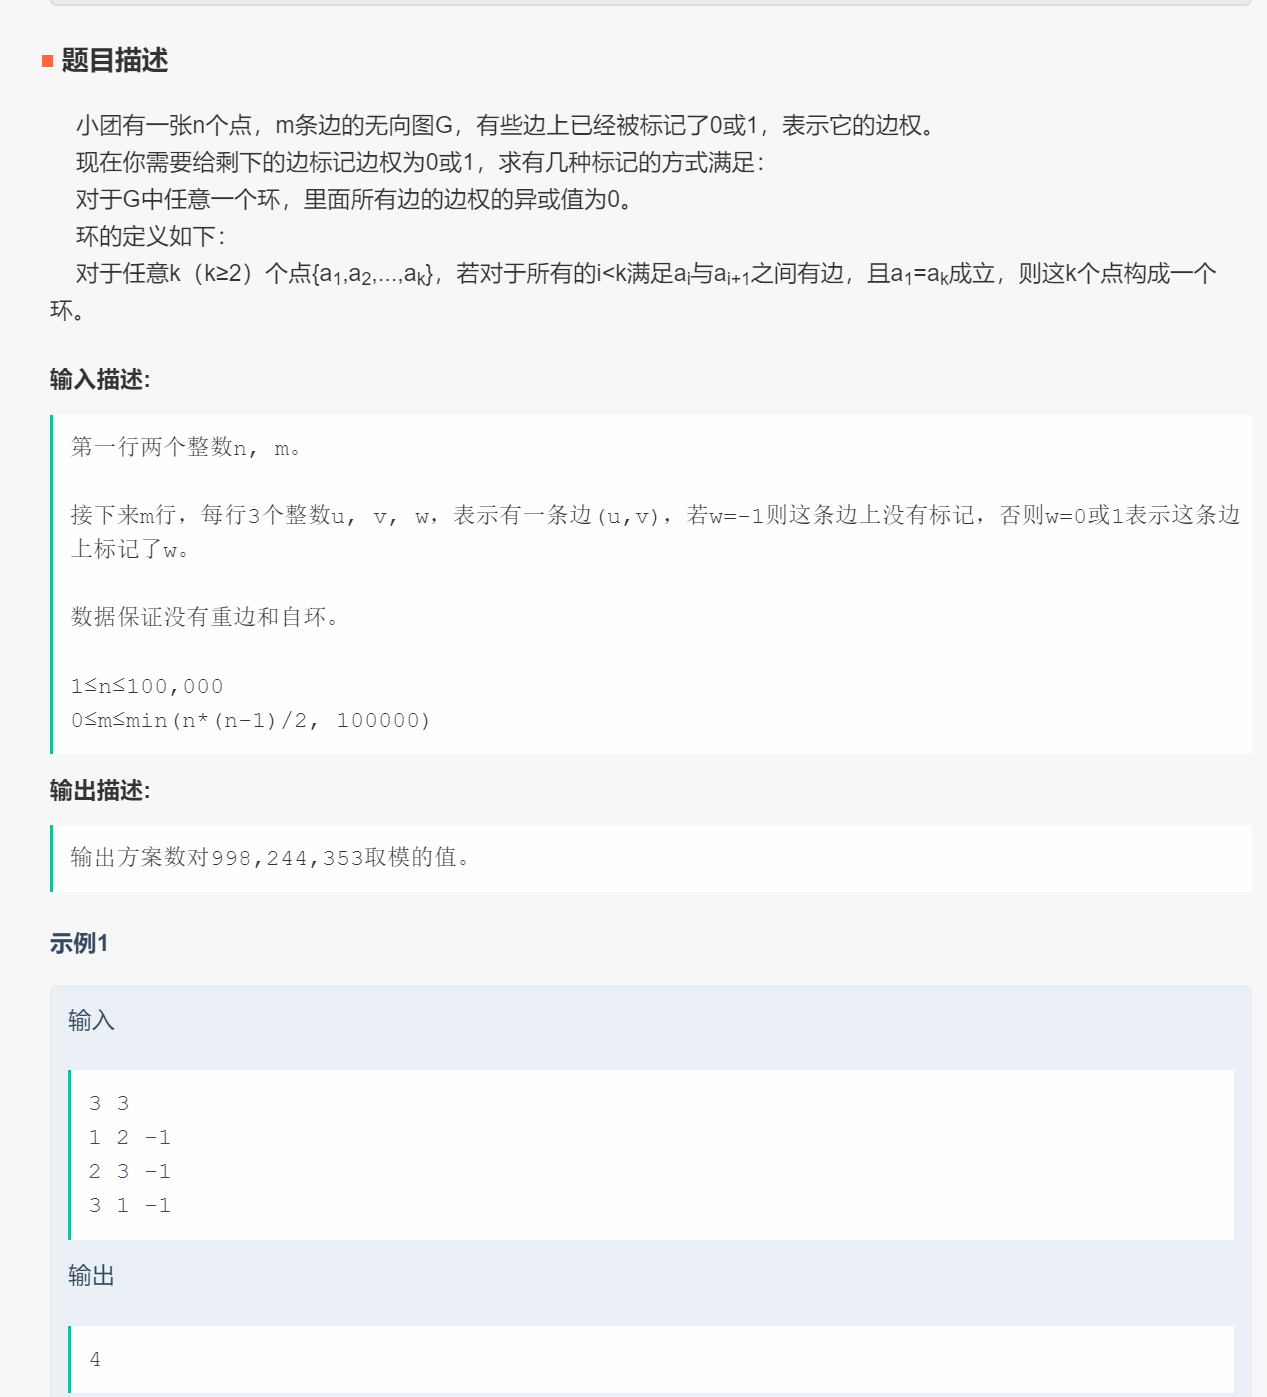 题目描述
小团有一张n个点，m条边的无向图G，有些边上已经被标记了0或1，表示它的边权。
现在你需要给剩下的边标记边权为0或1，求有几种标记的方式满足：
对于G中任意一个环，里面所有边的边权的异或值为0。
环的定义如下：
对于任意k（k≥2）个点{a1,a2,...,ak}，若对于所有的i<k满足ai与ai+1之间有边，且a1=ak成立，则这k个点构成一个
环。
输入描述:
第一行两个整数n, m。
接下来m行，每行3个整数u, v, w，表示有一条边(u,v)，若w=-1则这条边上没有标记，否则w=0或1表示这条边
上标记了w。
数据保证没有重边和自环。
1≤n≤100,000
0≤m≤min(n*(n-1)/2, 100000)
输出描述:
输出方案数对998,244,353取模的值。
示例1
输入
3 3
1 2 -1
2 3 -1
3 1 -1
输出
4